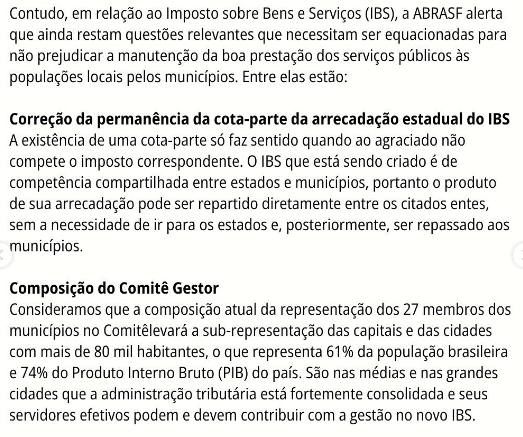 Contudo, em relação ao Imposto sobre Bens e Serviços (IBS), a ABRASF alerta
que ainda restam questões relevantes que necessitam ser equacionadas para
não prejudicar a manutenção da boa prestação dos serviços públicos às
populações locais pelos municípios. Entre elas estão:
Correção da permanência da cota-parte da arrecadação estadual do IBS
A existência de uma cota-parte só faz sentido quando ao agraciado não
compete o imposto correspondente. O IBS que está sendo criado é de
competência compartilhada entre estados e municípios, portanto o produto
de sua arrecadação pode ser repartido diretamente entre os citados entes,
sem a necessidade de ir para os estados e, posteriormente, ser repassado aos
municípios.
Composição do Comitê Gestor
Consideramos que a composição atual da representação dos 27 membros dos
municípios no Comitêlevará a sub-representação das capitais e das cidades
com mais de 80 mil habitantes, o que representa 61% da população brasileira
e 74% do Produto Interno Bruto (PIB) do país. São nas médias e nas grandes
cidades que a administração tributária está fortemente consolidada e seus
servidores efetivos podem e devem contribuir com a gestão no novo IBS.